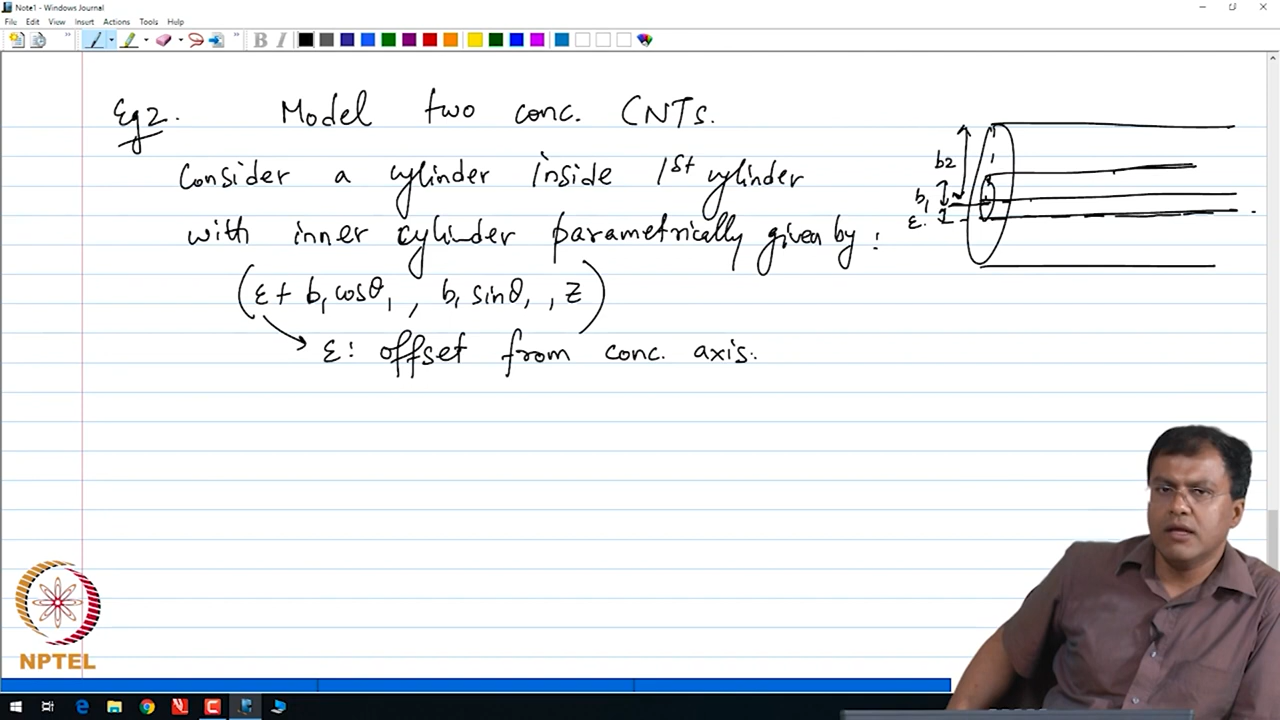 Note1 - Windows Journal
File Edit View Insert Actions Tools Help
B I
Eg2. Model two conc. CNTs.
Consider a cylinder inside 1st cylinder
with inner cylinder parametrically given by :
(ε + b₁ cosθ₁, b₁ sinθ₁, z)
ε: offset from conc. axis.
b2
b₁
ε
NPTEL